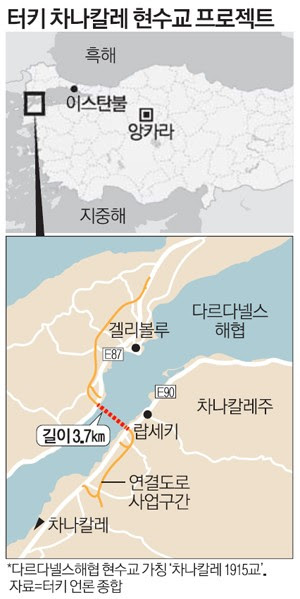 터키 차나칼레 현수교 프로젝트
흑해
이스탄불
앙카라
지중해
겔리볼루
다르다넬스
해협
E87
E90
차나칼레주
길이 3.7km
랍세키
연결도로
사업구간
차나칼레
*다르다넬스해협 현수교 가칭 ‘차나칼레 1915교’.
자료=터키 언론 종합